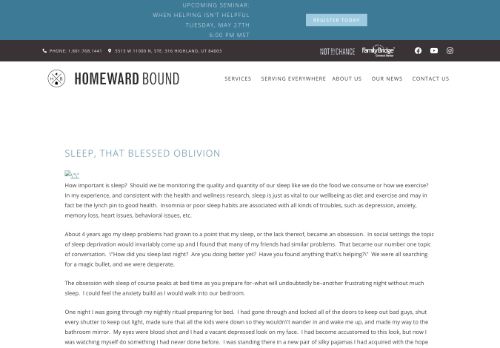 UPCOMING SEMINAR:
WHEN HELPING ISN'T HELPFUL
TUESDAY, MAY 27TH
6:00 PM MST
REGISTER TODAY
PHONE: 1.801.768.1441
5513 W 11000 N, STE. 316 HIGHLAND, UT 84003
NOT BY CHANCE
FamilyBridge
HOMEWARD BOUND
SERVICES
SERVING EVERYWHERE
ABOUT US
OUR NEWS
CONTACT US
SLEEP, THAT BLESSED OBLIVION
How important is sleep? Should we be monitoring the quality and quantity of our sleep like we do the food we consume or how we exercise?
In my experience, and consistent with the health and wellness research, sleep is just as vital to our wellbeing as diet and exercise and may in
fact be the lynch pin to good health. Insomnia or poor sleep habits are associated with all kinds of troubles, such as depression, anxiety,
memory loss, heart issues, behavioral issues, etc.
About 4 years ago my sleep problems had grown to a point that my sleep, or the lack thereof, became an obsession. In social settings the topic
of sleep deprivation would invariably come up and I found that many of my friends had similar problems. That became our number one topic
of conversation. \"How did you sleep last night? Are you doing better yet? Have you found anything that\'s helping?\" We were all searching
for a magic bullet, and we were desperate.
The obsession with sleep of course peaks at bed time as you prepare for–what will undoubtedly be–another frustrating night without much
sleep. I could feel the anxiety build as I would walk into our bedroom.
One night I was going through my nightly ritual preparing for bed. I had gone through and locked all of the doors to keep out bad guys, shut
every shutter to keep out light, made sure that all the kids were down so they wouldn't wander in and wake me up, and made my way to the
bathroom mirror. My eyes were blood shot and I had a vacant depressed look on my face. I had become accustomed to this look, but now I
was watching myself do something I had never done before. I was standing there in a new pair of silky pajamas I had acquired with the hope